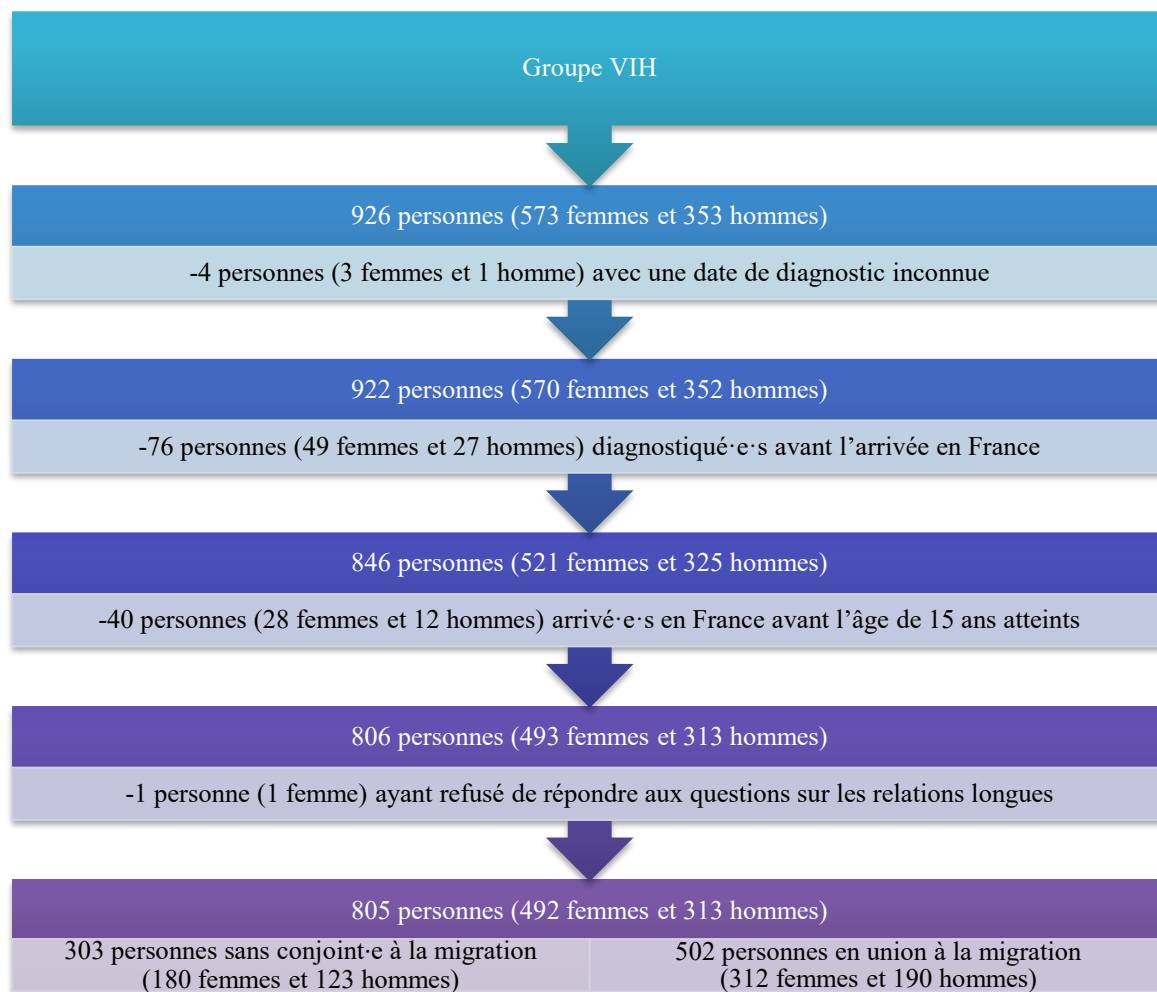 Groupe VIH
926 personnes (573 femmes et 353 hommes)
-4 personnes (3 femmes et 1 homme) avec une date de diagnostic inconnue
922 personnes (570 femmes et 352 hommes)
-76 personnes (49 femmes et 27 hommes) diagnostiqué·e·s avant l’arrivée en France
846 personnes (521 femmes et 325 hommes)
-40 personnes (28 femmes et 12 hommes) arrivé·e·s en France avant l’âge de 15 ans atteints
806 personnes (493 femmes et 313 hommes)
-1 personne (1 femme) ayant refusé de répondre aux questions sur les relations longues
805 personnes (492 femmes et 313 hommes)
303 personnes sans conjoint·e à la migration
(180 femmes et 123 hommes)
502 personnes en union à la migration
(312 femmes et 190 hommes)